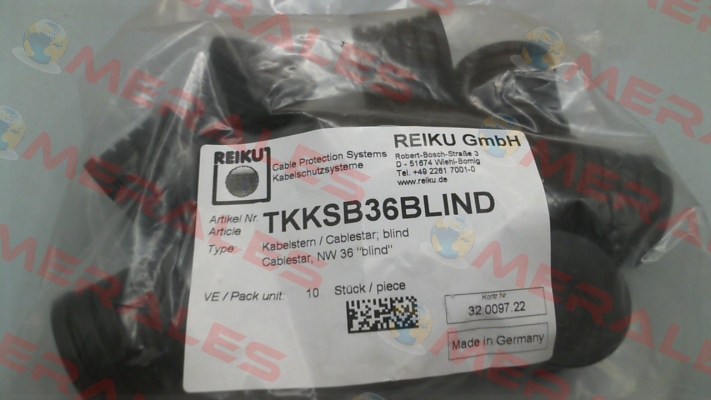 REIKU
Cable Protection Systems
Kabelschutzsysteme
REIKU GmbH
Robert-Bosch-Straße 3
D - 51674 Wiehl-Bomig
Tel. +49 2261 7001-0
www.reiku.de
Artikel Nr.
Article
TKKSB36BLIND
Type:
Kabelstern / Cablestar; blind
Cablestar, NW 36 "blind"
VE / Pack unit:
10
Stück / piece
Kontr.Nr
32.0097.22
Made in Germany
MERALES
MERALES
MERALES
MERALES
MERALES